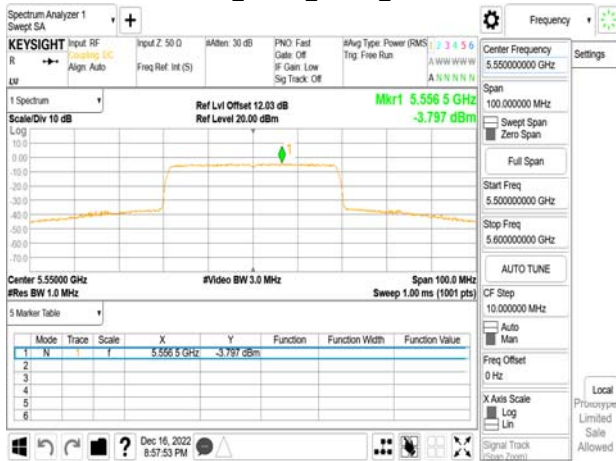 Spectrum Analyzer 1
Swept SA
Frequency
KEYSIGHT
R
Input: RF
Coupling: DC
Align: Auto
Input Z: 50 Ω
Freq Ref: Int (S)
#Atten: 30 dB
PNO: Fast
Gate: Off
IF Gain: Low
Sig Track: Off
#Avg Type: Power (RMS
Trig: Free Run
1 2 3 4 5 6
A W W W W W
A N N N N N
1 Spectrum
Scale/Div 10 dB
Log
Ref Lvl Offset 12.03 dB
Ref Level 20.00 dBm
Mkr1 5.556 5 GHz
-3.797 dBm
10.0
0.00
-10.0
-20.0
-30.0
-40.0
-50.0
-60.0
-70.0
1
Center 5.55000 GHz
#Res BW 1.0 MHz
#Video BW 3.0 MHz
Span 100.0 MHz
Sweep 1.00 ms (1001 pts)
5 Marker Table
Mode Trace Scale X Y Function Function Width Function Value
1 N 1 f 5.556 5 GHz -3.797 dBm
2
3
4
5
6
Dec 16, 2022
8:57:53 PM
Center Frequency
5.550000000 GHz
Settings
Span
100.000000 MHz
Swept Span
Zero Span
Full Span
Start Freq
5.500000000 GHz
Stop Freq
5.600000000 GHz
AUTO TUNE
CF Step
10.000000 MHz
Auto
Man
Freq Offset
0 Hz
X Axis Scale
Log
Lin
Signal Track
(Span Zoom)
Local
Prototype
Limited
Sale
Allowed